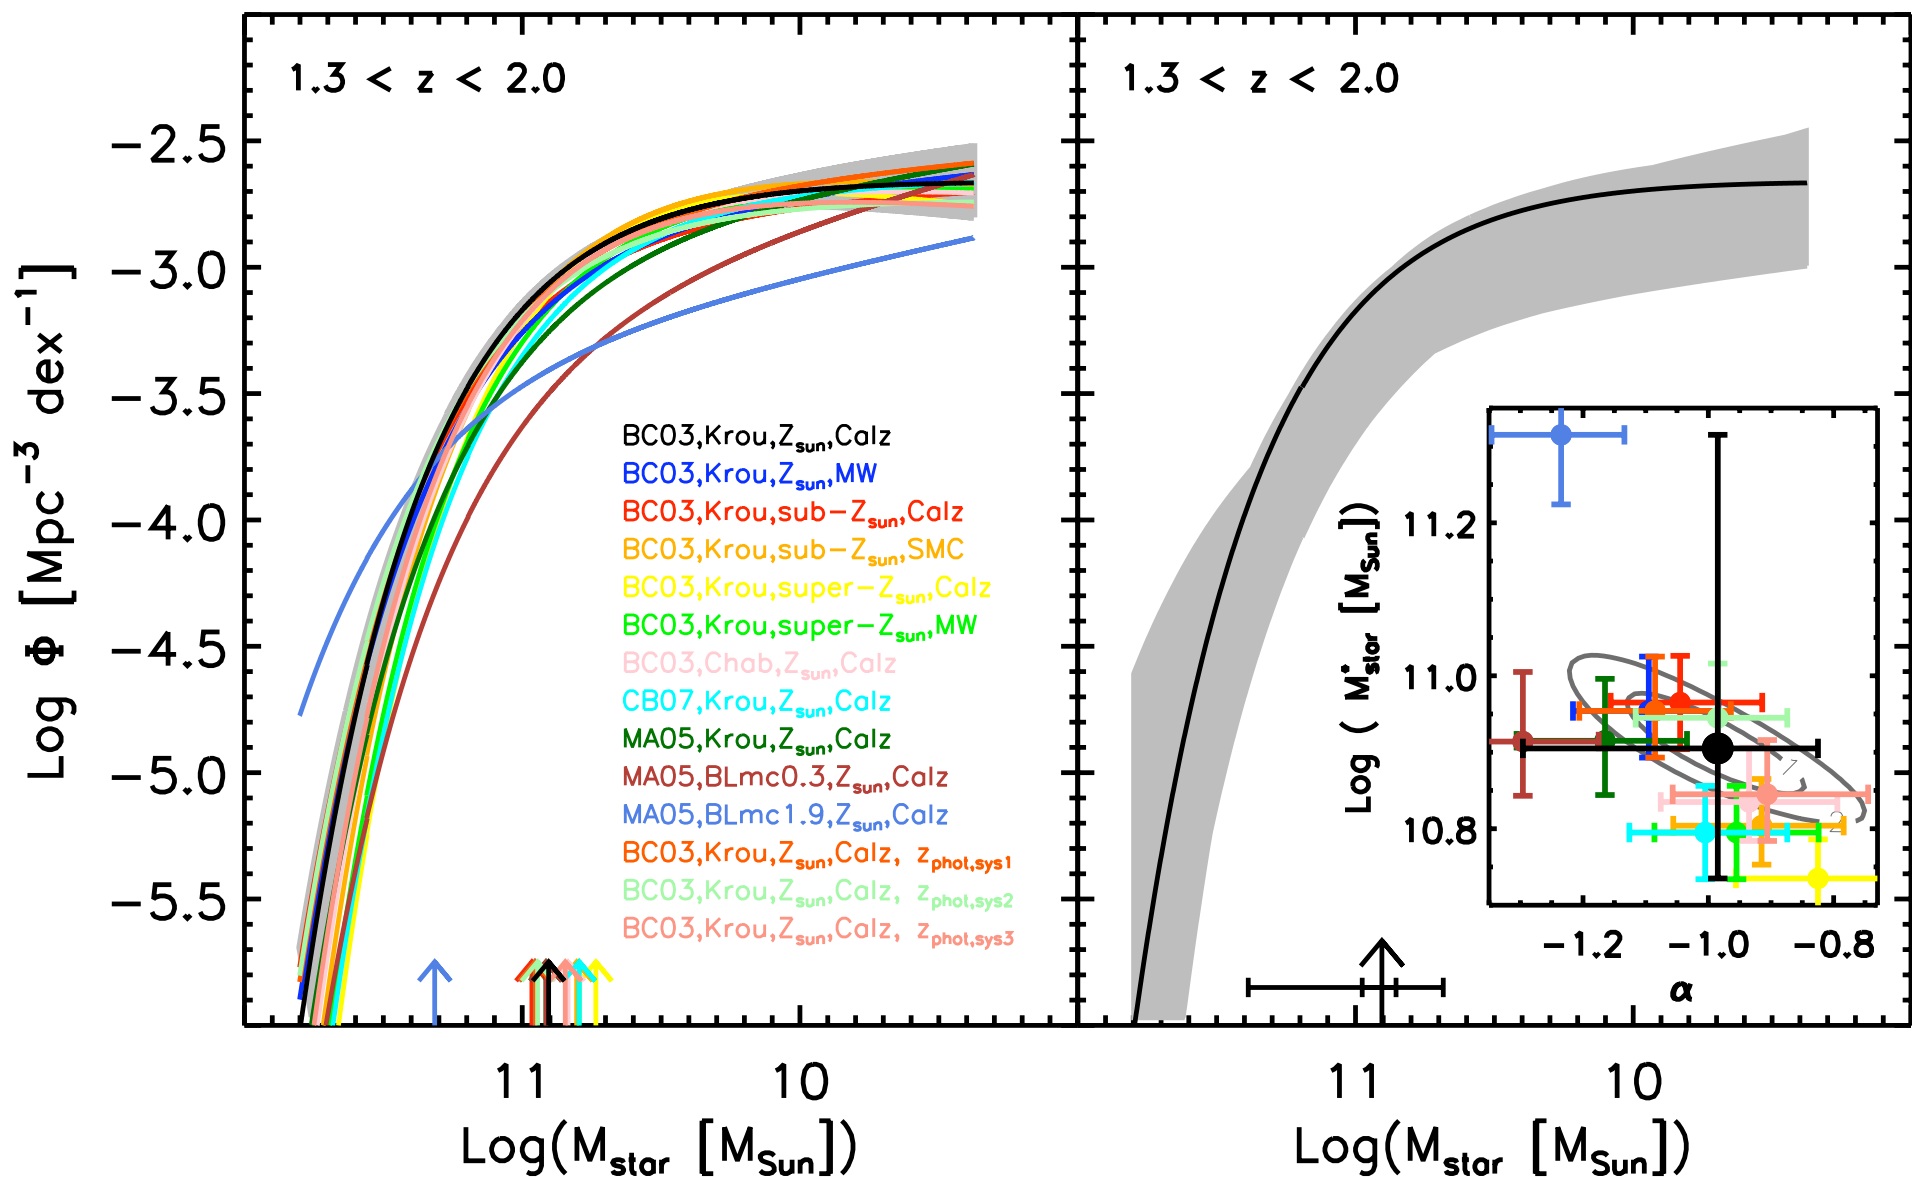 1.3 < z < 2.0
1.3 < z < 2.0
Log Φ [Mpc⁻³ dex⁻¹]
−2.5
−3.0
−3.5
−4.0
−4.5
−5.0
−5.5
BC03,Krou,Z_sun,Calz
BC03,Krou,Z_sun,MW
BC03,Krou,sub−Z_sun,Calz
BC03,Krou,sub−Z_sun,SMC
BC03,Krou,super−Z_sun,Calz
BC03,Krou,super−Z_sun,MW
BC03,Chab,Z_sun,Calz
CB07,Krou,Z_sun,Calz
MA05,Krou,Z_sun,Calz
MA05,BLmc0.3,Z_sun,Calz
MA05,BLmc1.9,Z_sun,Calz
BC03,Krou,Z_sun,Calz, z_phot,sys1
BC03,Krou,Z_sun,Calz, z_phot,sys2
BC03,Krou,Z_sun,Calz, z_phot,sys3
11 10
Log(M_star [M_Sun])
Log ( M*_star [M_Sun])
11.2
11.0
10.8
1
2
−1.2 −1.0 −0.8
α
11 10
Log(M_star [M_Sun])